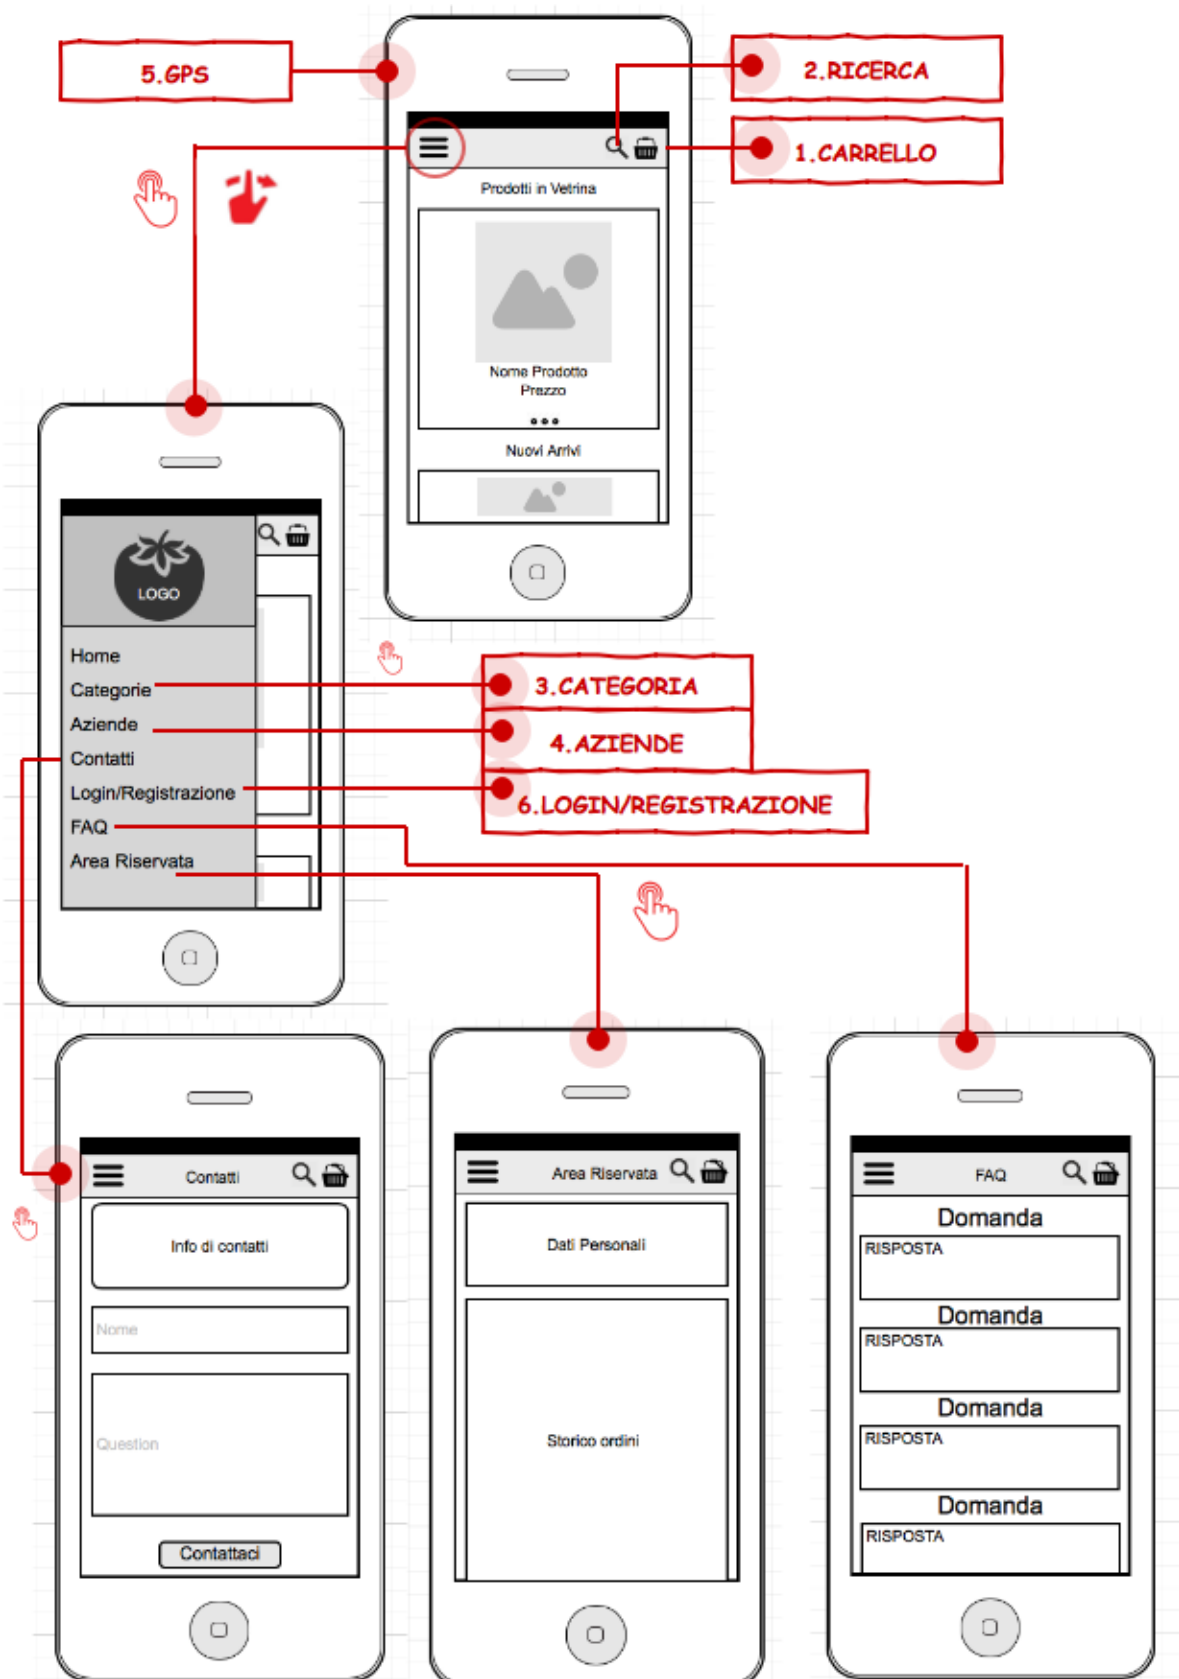 5.GPS
2.RICERCA
1.CARRELLO
Prodotti in Vetrina
Nome Prodotto
Prezzo
Nuovi Arrivi
LOGO
Home
Categorie
Aziende
Contatti
Login/Registrazione
FAQ
Area Riservata
3.CATEGORIA
4.AZIENDE
6.LOGIN/REGISTRAZIONE
Contatti
Info di contatti
Nome
Question
Contattaci
Area Riservata
Dati Personali
Storico ordini
FAQ
Domanda
RISPOSTA
Domanda
RISPOSTA
Domanda
RISPOSTA
Domanda
RISPOSTA